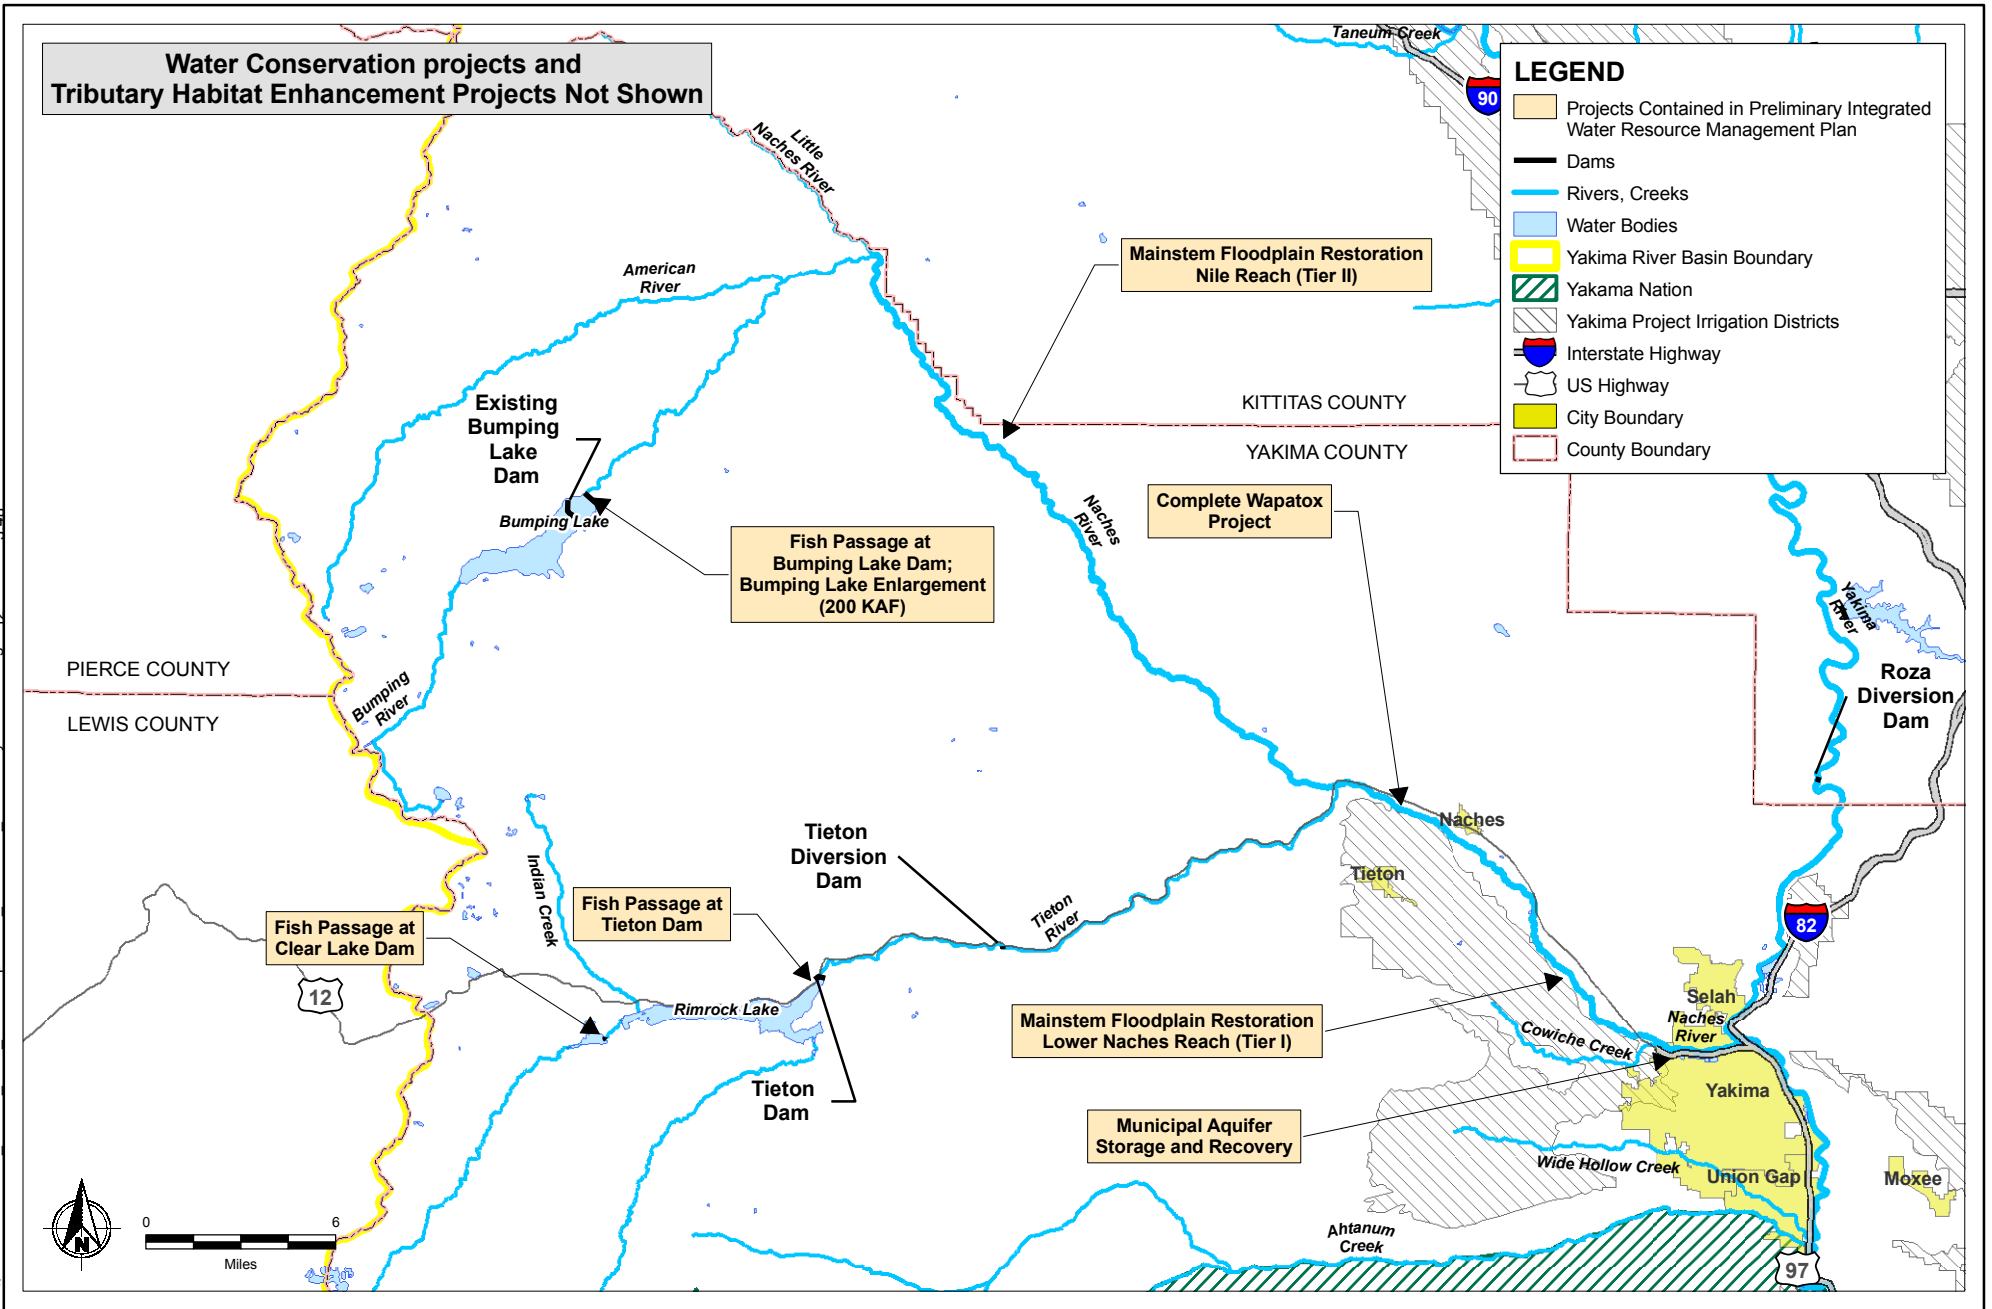 Water Conservation projects and
Tributary Habitat Enhancement Projects Not Shown
Taneum Creek
90
LEGEND
Projects Contained in Preliminary Integrated
Water Resource Management Plan
Dams
Rivers, Creeks
Water Bodies
Yakima River Basin Boundary
Yakama Nation
Yakima Project Irrigation Districts
Interstate Highway
US Highway
City Boundary
County Boundary
Little
Naches River
American
River
Mainstem Floodplain Restoration
Nile Reach (Tier II)
KITTITAS COUNTY
YAKIMA COUNTY
Existing
Bumping
Lake
Dam
Bumping Lake
Fish Passage at
Bumping Lake Dam;
Bumping Lake Enlargement
(200 KAF)
Naches
River
Complete Wapatox
Project
Yakima
River
Roza
Diversion
Dam
PIERCE COUNTY
LEWIS COUNTY
Bumping
River
Naches
Tieton
Tieton
Diversion
Dam
Indian Creek
Fish Passage at
Tieton Dam
Fish Passage at
Clear Lake Dam
Tieton
River
82
12
Rimrock Lake
Selah
Naches
River
Mainstem Floodplain Restoration
Lower Naches Reach (Tier I)
Cowiche Creek
Tieton
Dam
Yakima
Municipal Aquifer
Storage and Recovery
Wide Hollow Creek
Union Gap
Moxee
Ahtanum
Creek
97
N
0 6
Miles